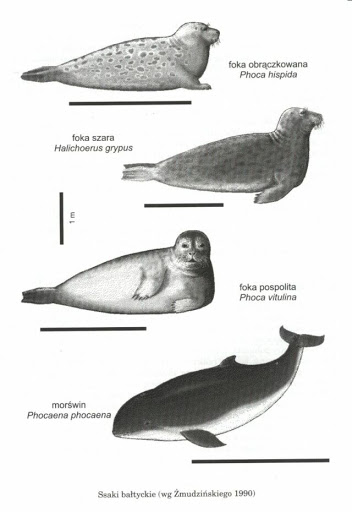 foka obrączkowana
Phoca hispida
foka szara
Halichoerus grypus
1 m
foka pospolita
Phoca vitulina
morświn
Phocaena phocaena
Ssaki bałtyckie (wg Żmudzińskiego 1990)